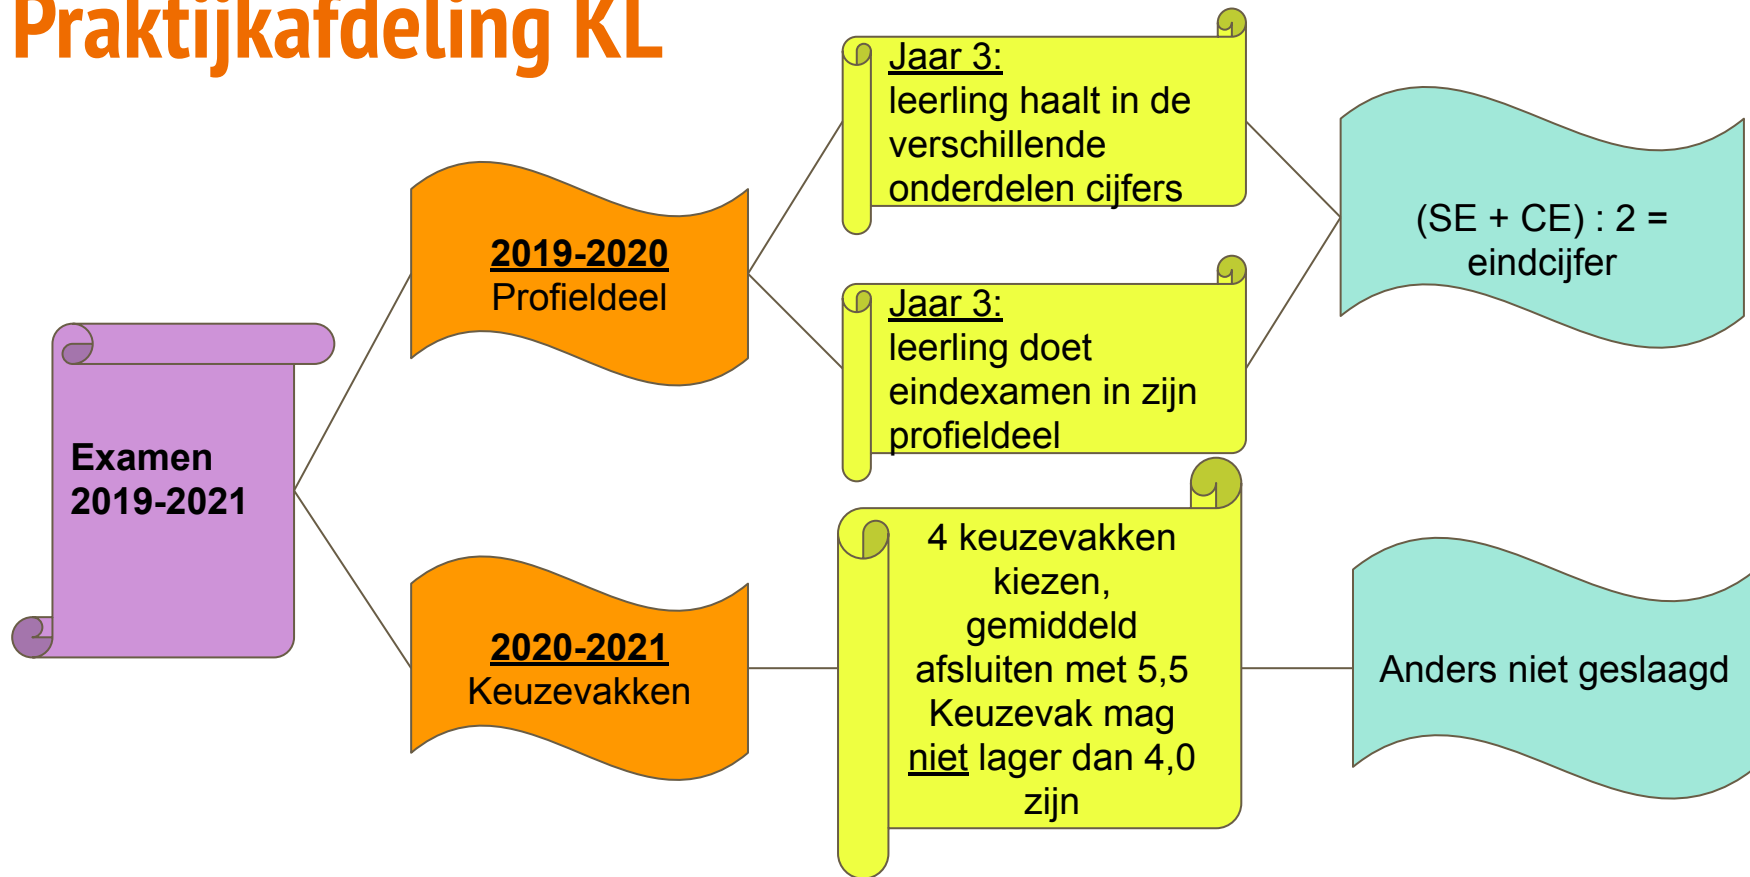 Praktijkafdeling KL
Jaar 3:
leerling haalt in de
verschillende
onderdelen cijfers
(SE + CE) : 2 =
eindcijfer
2019-2020
Profieldeel
Jaar 3:
leerling doet
eindexamen in zijn
profieldeel
Examen
2019-2021
4 keuzevakken
kiezen,
gemiddeld
afsluiten met 5,5
Keuzevak mag
niet lager dan 4,0
zijn
2020-2021
Keuzevakken
Anders niet geslaagd